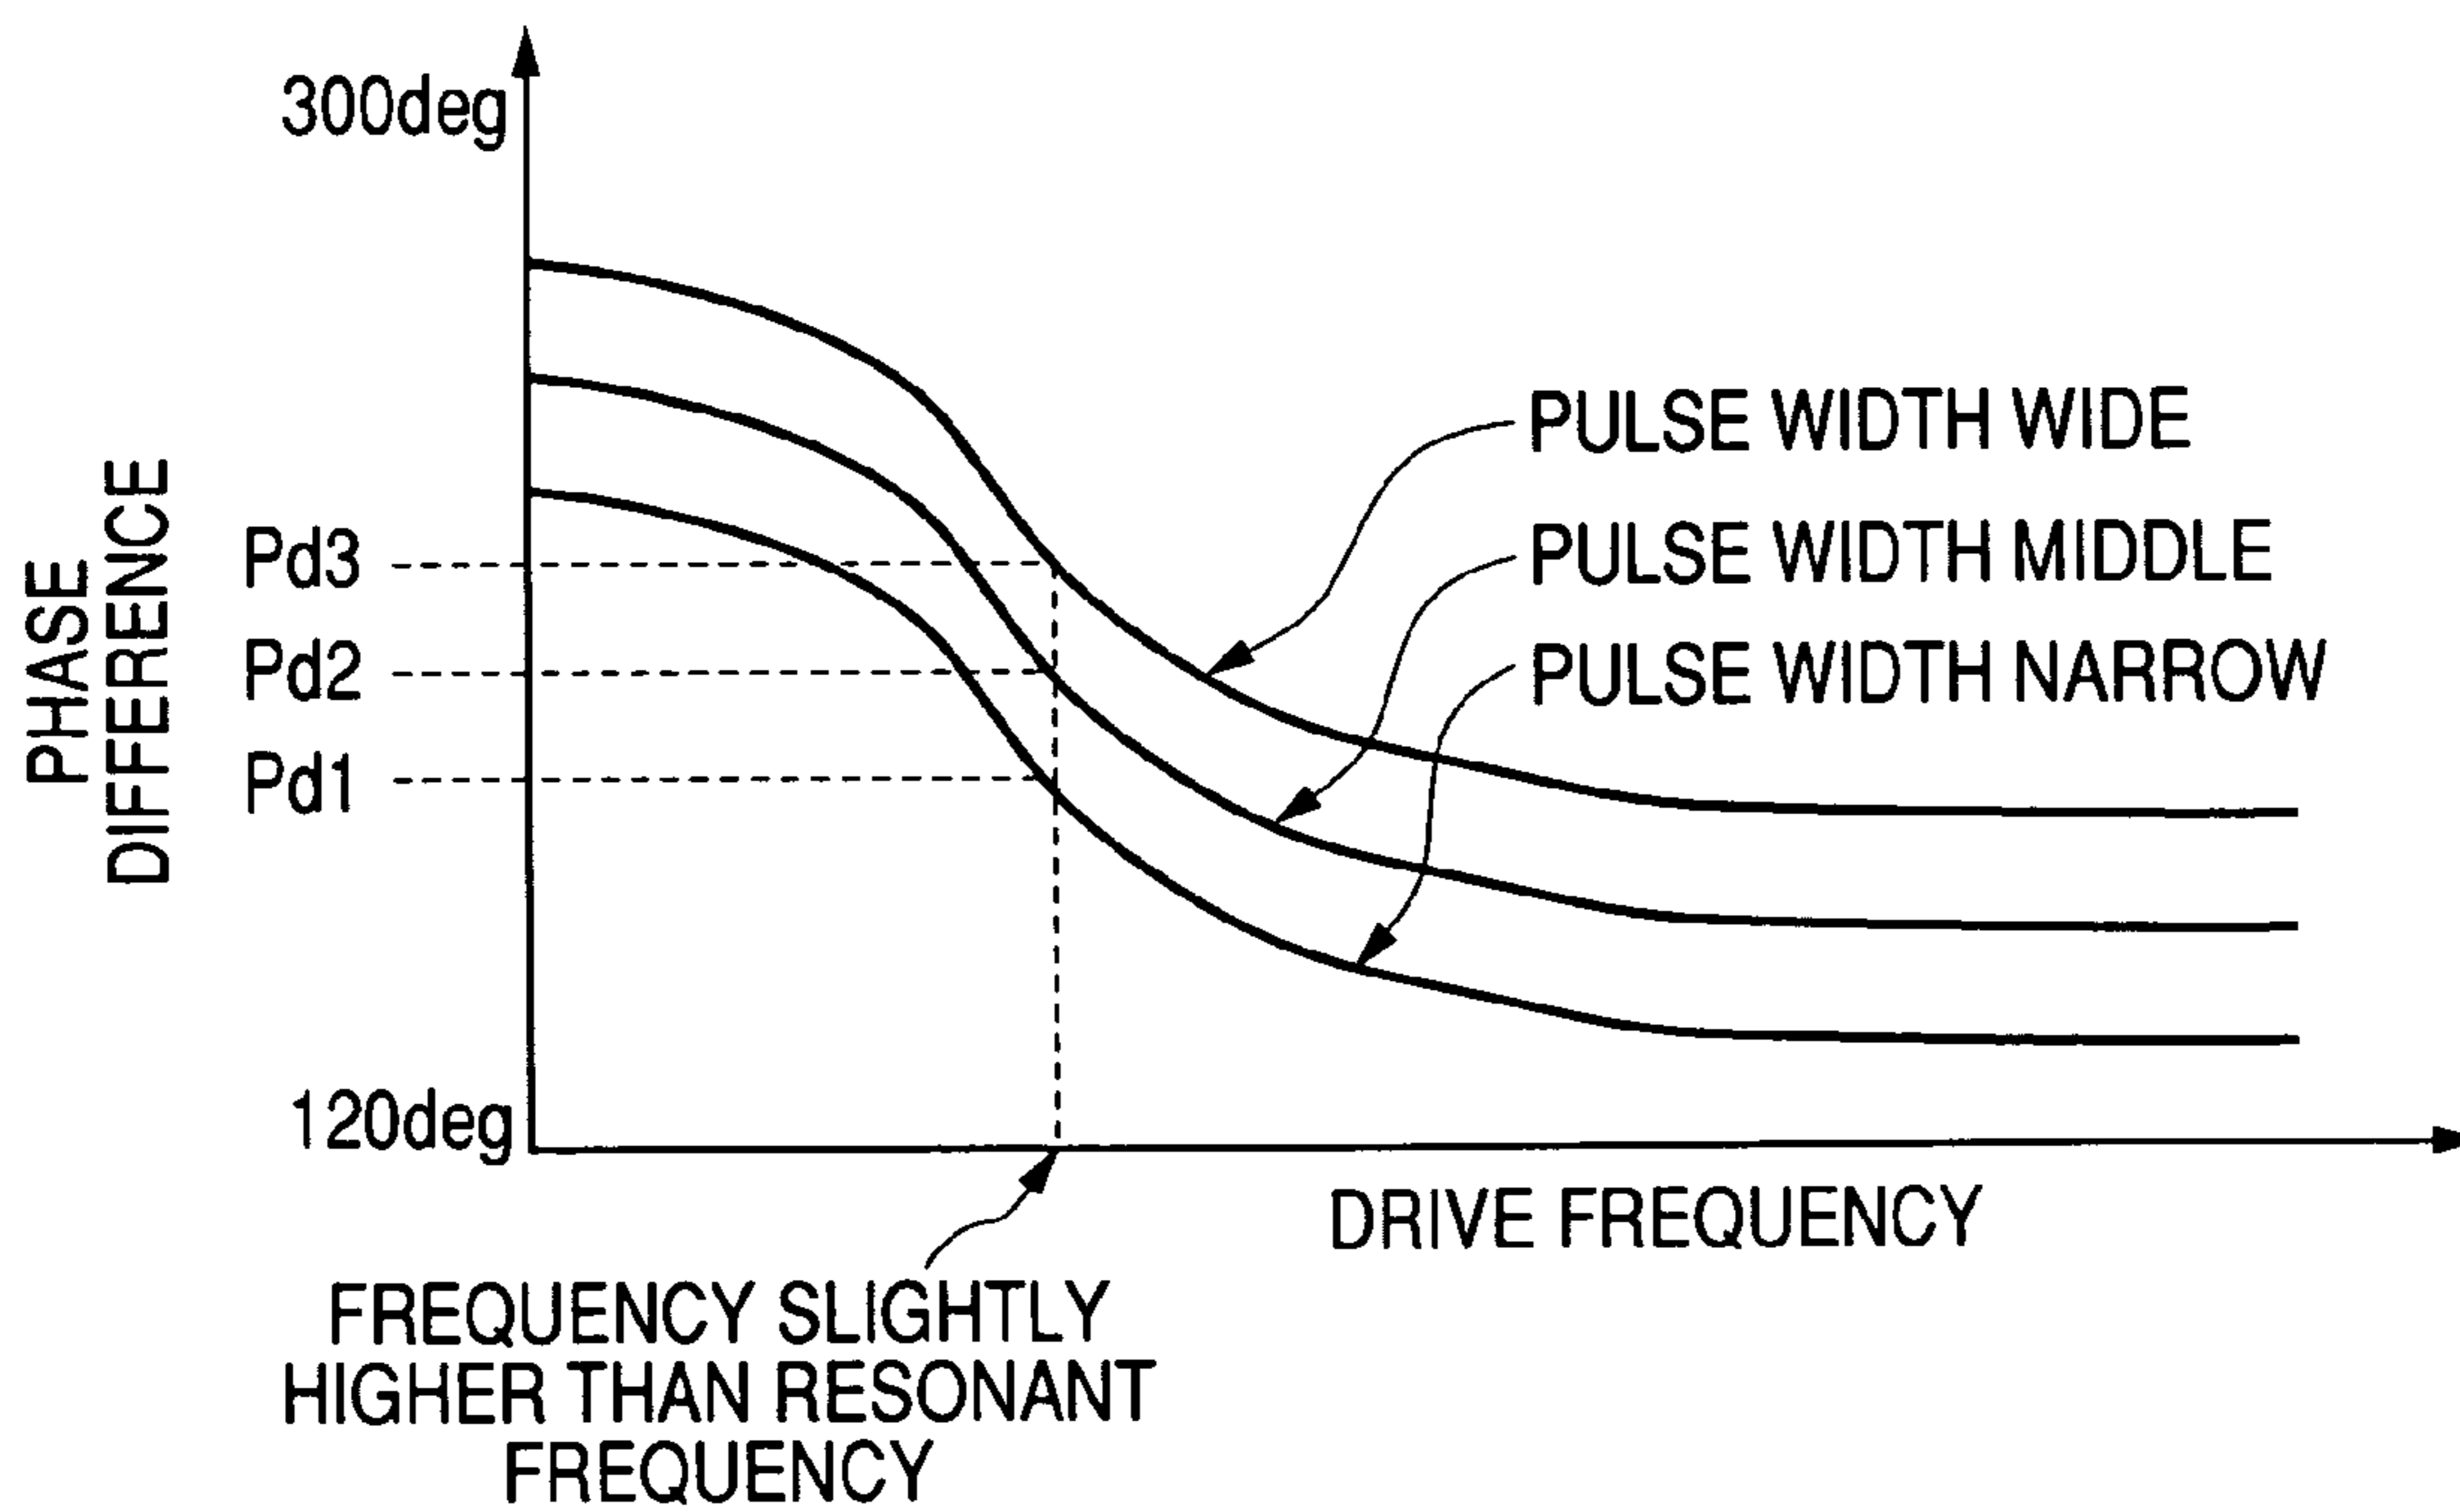 300deg
PHASE
DIFFERENCE
Pd3
Pd2
Pd1
120deg
PULSE WIDTH WIDE
PULSE WIDTH MIDDLE
PULSE WIDTH NARROW
DRIVE FREQUENCY
FREQUENCY SLIGHTLY
HIGHER THAN RESONANT
FREQUENCY